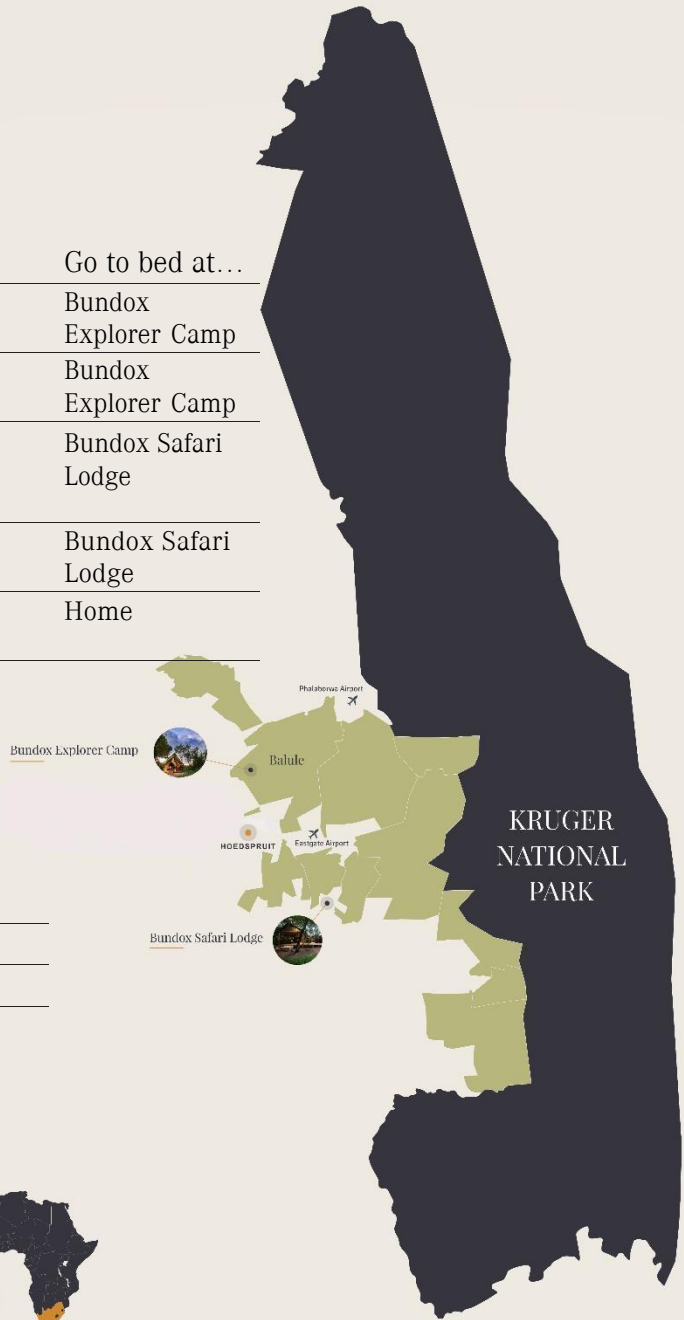 Go to bed at...
Bundox
Explorer Camp
Bundox
Explorer Camp
Bundox Safari
Lodge
Bundox Safari
Lodge
Home
Phalaborwa Airport
Bundox Explorer Camp
Balule
HOEDSPRUIT
Eastgate Airport
KRUGER
NATIONAL
PARK
Bundox Safari Lodge